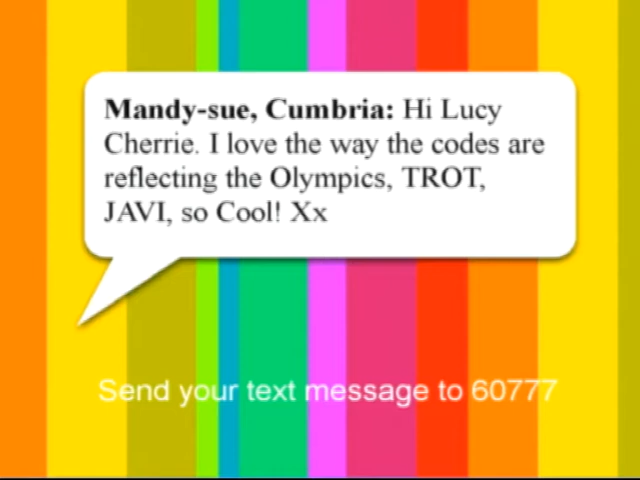 Mandy-sue, Cumbria: Hi Lucy
Cherrie. I love the way the codes are
reflecting the Olympics, TROT,
JAVI, so Cool! Xx
Send your text message to 60777